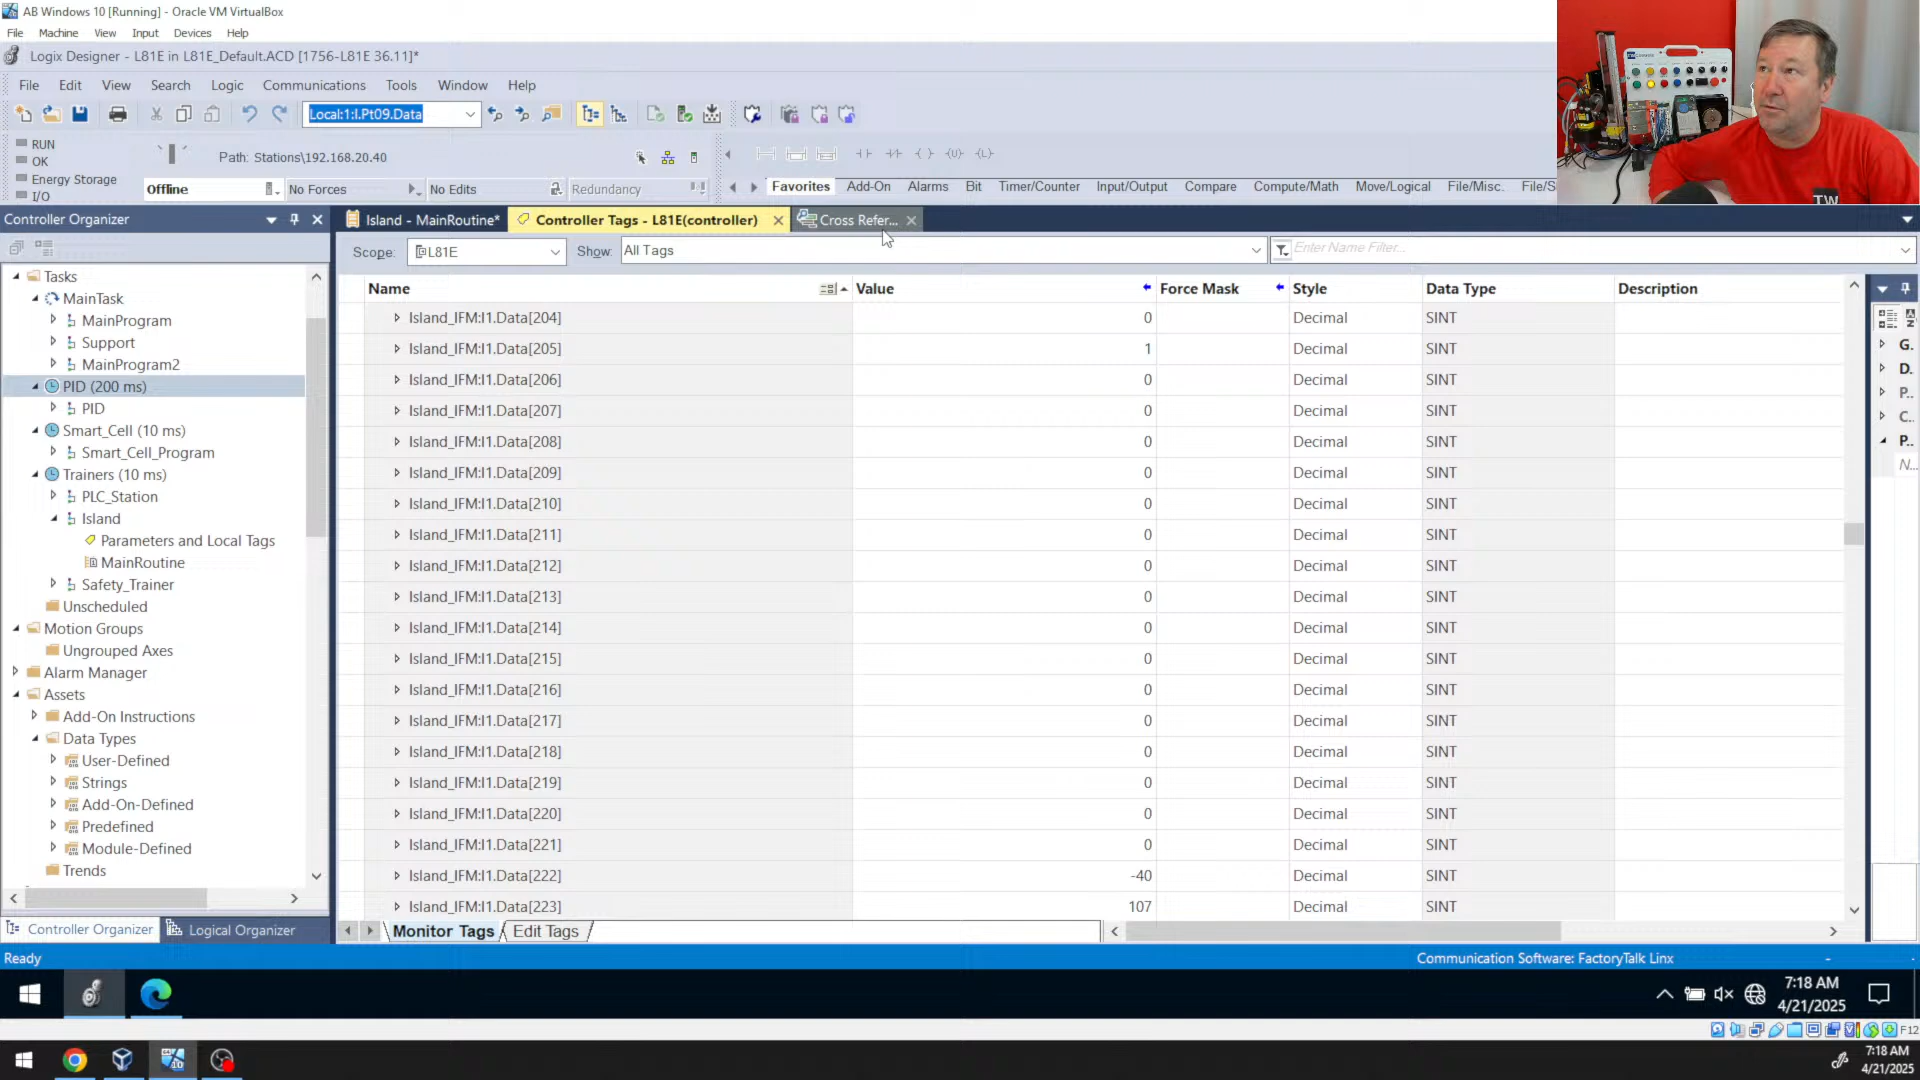 AB Windows 10 [Running] - Oracle VM VirtualBox
File Machine View Input Devices Help
Logix Designer - L81E in L81E_Default.ACD [1756-L81E 36.11]*
File Edit View Search Logic Communications Tools Window Help
Local:1:I.Pt09.Data
RUN
OK
Energy Storage
I/O
Path: Stations\192.168.20.40
Offline No Forces No Edits Redundancy
Favorites Add-On Alarms Bit Timer/Counter Input/Output Compare Compute/Math Move/Logical File/Misc. File/S
TW
Controller Organizer
Island - MainRoutine* Controller Tags - L81E(controller) Cross Refer...
Scope: L81E Show: All Tags Enter Name Filter...
Tasks
MainTask
MainProgram
Support
MainProgram2
PID (200 ms)
PID
Smart_Cell (10 ms)
Smart_Cell_Program
Trainers (10 ms)
PLC_Station
Island
Parameters and Local Tags
MainRoutine
Safety_Trainer
Unscheduled
Motion Groups
Ungrouped Axes
Alarm Manager
Assets
Add-On Instructions
Data Types
User-Defined
Strings
Add-On-Defined
Predefined
Module-Defined
Trends
Controller Organizer Logical Organizer
Name Value Force Mask Style Data Type Description
Island_IFM:I1.Data[204] 0 Decimal SINT
Island_IFM:I1.Data[205] 1 Decimal SINT
Island_IFM:I1.Data[206] 0 Decimal SINT
Island_IFM:I1.Data[207] 0 Decimal SINT
Island_IFM:I1.Data[208] 0 Decimal SINT
Island_IFM:I1.Data[209] 0 Decimal SINT
Island_IFM:I1.Data[210] 0 Decimal SINT
Island_IFM:I1.Data[211] 0 Decimal SINT
Island_IFM:I1.Data[212] 0 Decimal SINT
Island_IFM:I1.Data[213] 0 Decimal SINT
Island_IFM:I1.Data[214] 0 Decimal SINT
Island_IFM:I1.Data[215] 0 Decimal SINT
Island_IFM:I1.Data[216] 0 Decimal SINT
Island_IFM:I1.Data[217] 0 Decimal SINT
Island_IFM:I1.Data[218] 0 Decimal SINT
Island_IFM:I1.Data[219] 0 Decimal SINT
Island_IFM:I1.Data[220] 0 Decimal SINT
Island_IFM:I1.Data[221] 0 Decimal SINT
Island_IFM:I1.Data[222] -40 Decimal SINT
Island_IFM:I1.Data[223] 107 Decimal SINT
G.
D.
P..
C..
P..
N...
Monitor Tags Edit Tags
Ready Communication Software: FactoryTalk Linx
7:18 AM
4/21/2025
F12
7:18 AM
4/21/2025